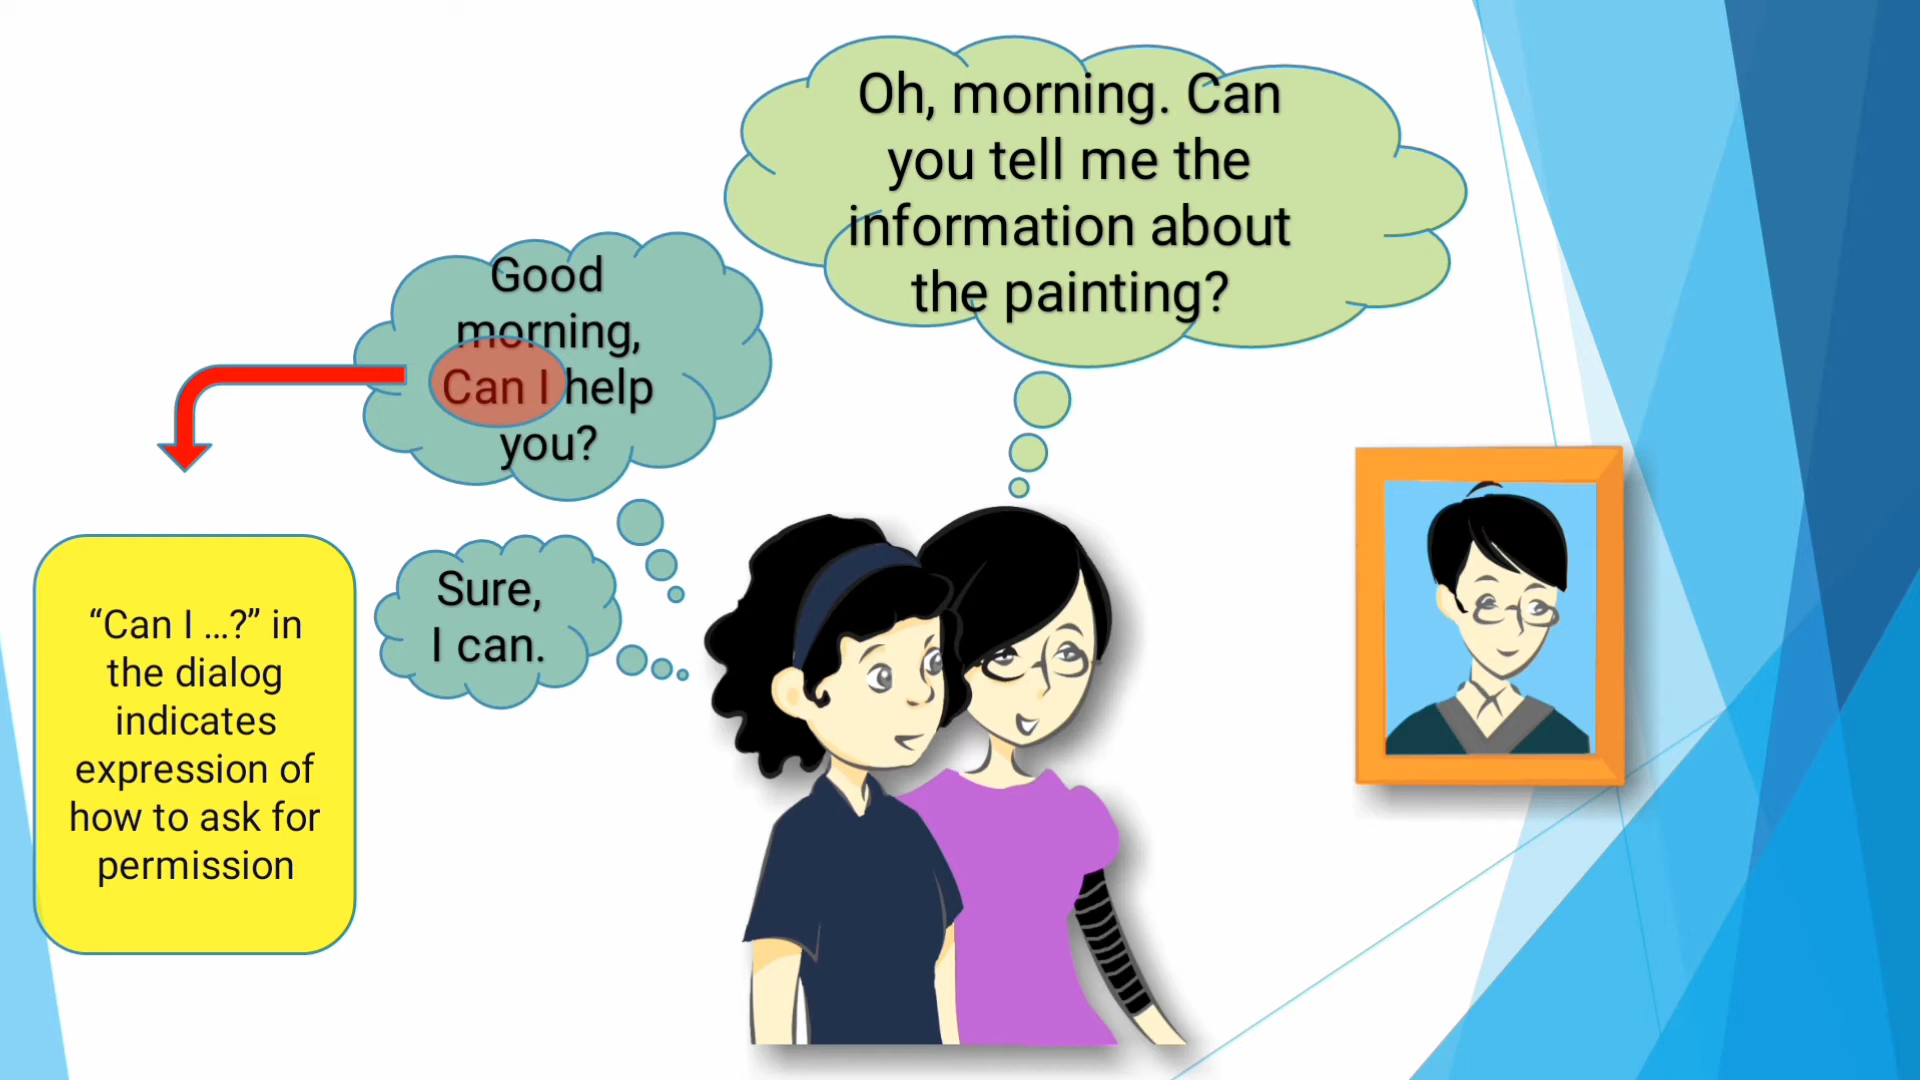 Good
morning,
Can I help
you?
Oh, morning. Can
you tell me the
information about
the painting?
Sure,
I can.
“Can I ...?” in
the dialog
indicates
expression of
how to ask for
permission